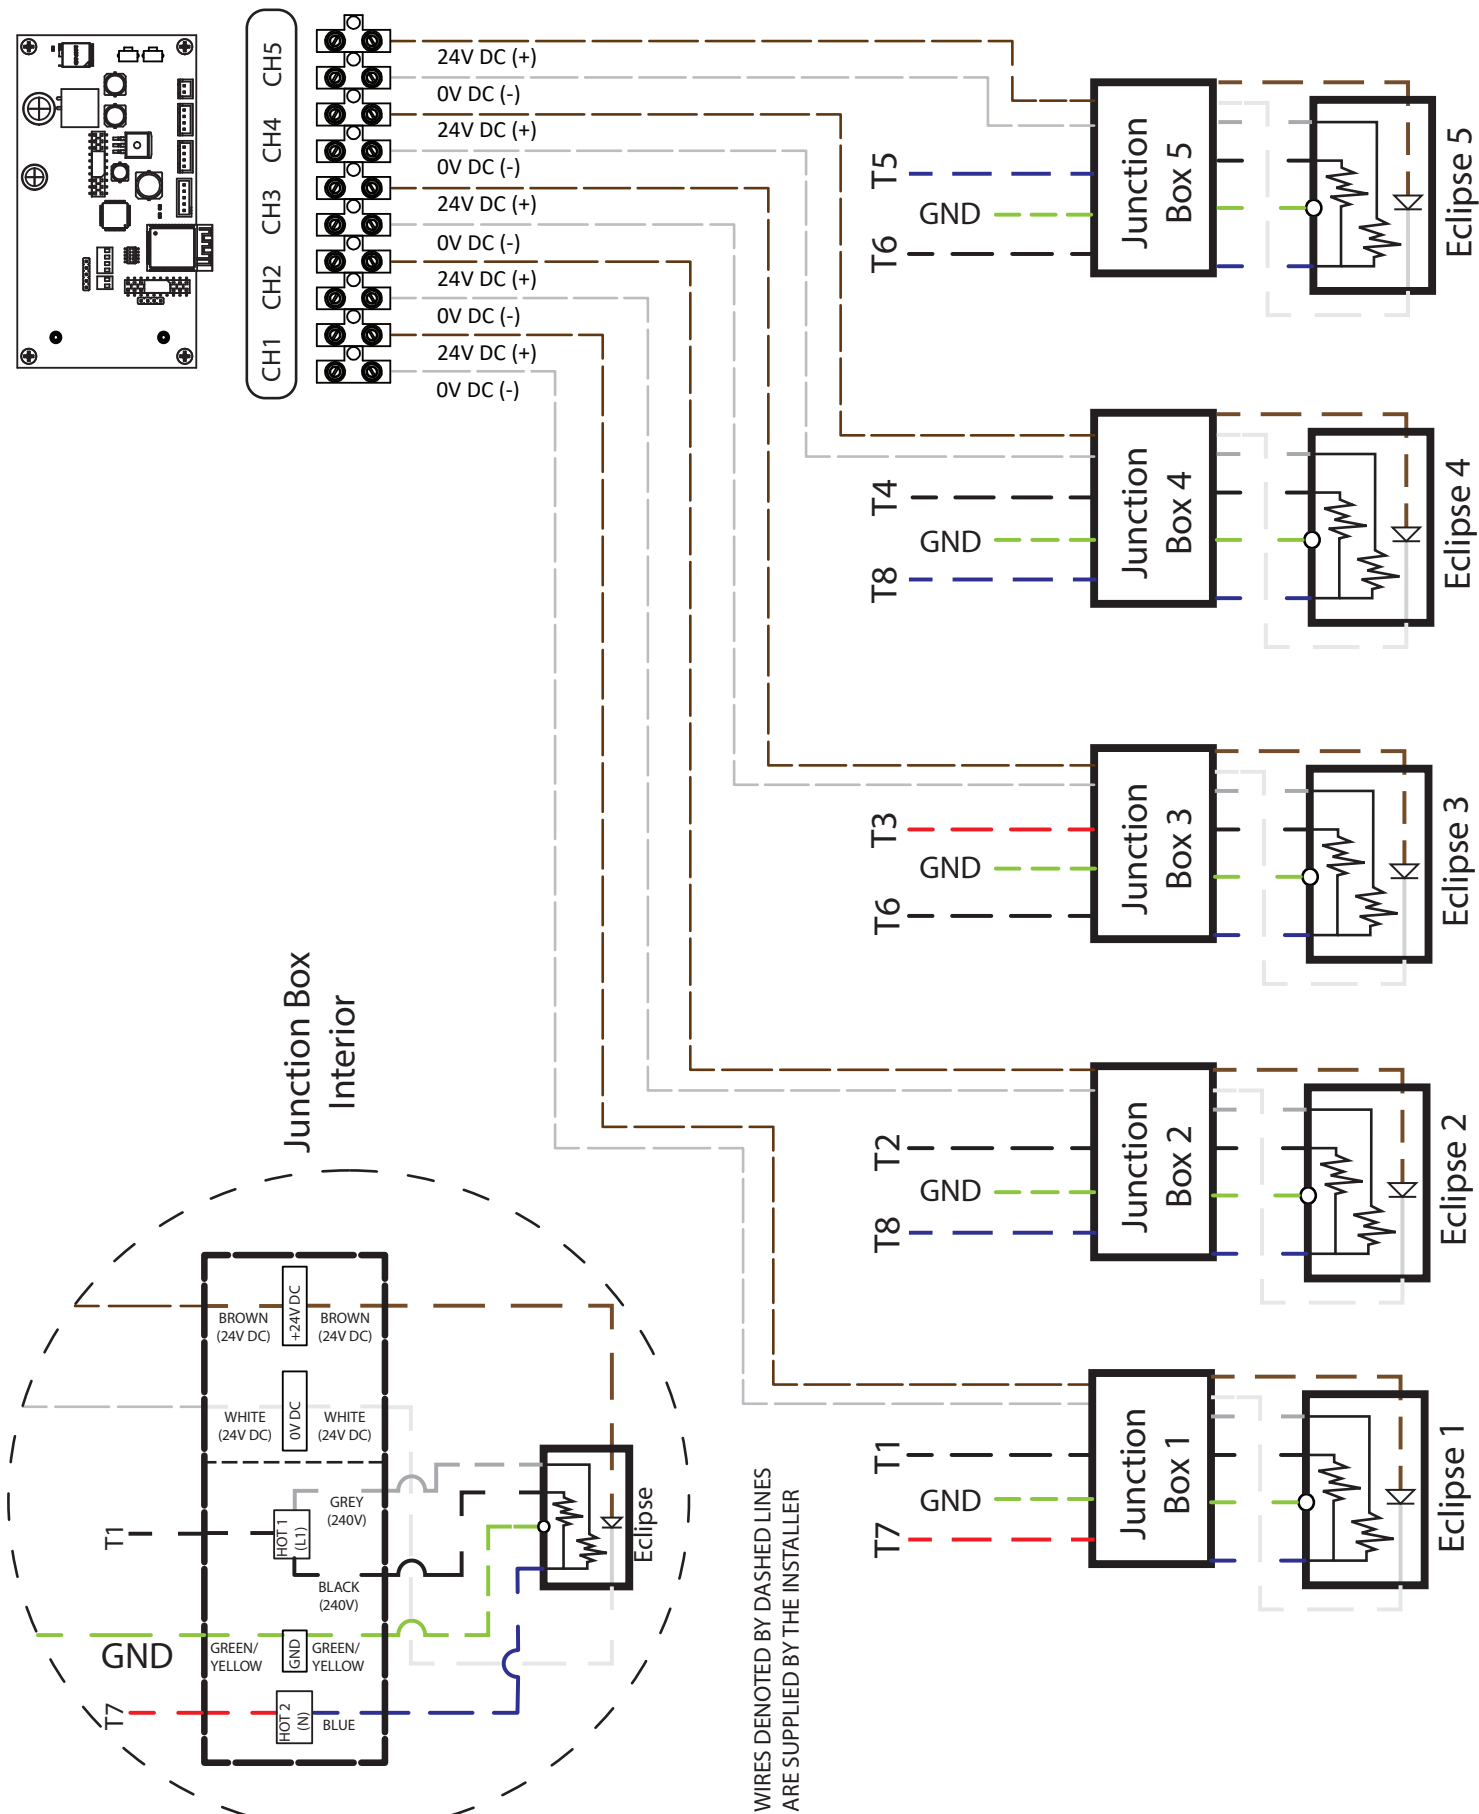 CH5
CH4
CH3
CH2
CH1
24V DC (+)
0V DC (-)
24V DC (+)
0V DC (-)
24V DC (+)
0V DC (-)
24V DC (+)
0V DC (-)
24V DC (+)
0V DC (-)
T5
GND
T6
Junction
Box 5
Eclipse 5
T4
GND
T8
Junction
Box 4
Eclipse 4
T3
GND
T6
Junction
Box 3
Eclipse 3
T2
GND
T8
Junction
Box 2
Eclipse 2
T1
GND
T7
Junction
Box 1
Eclipse 1
Junction Box
Interior
BROWN
(24V DC)
+24V DC
BROWN
(24V DC)
WHITE
(24V DC)
0V DC
WHITE
(24V DC)
T1
HOT 1
(L1)
GREY
(240V)
BLACK
(240V)
GND
GREEN/
YELLOW
GND
GREEN/
YELLOW
T7
HOT 2
(N)
BLUE
Eclipse
WIRES DENOTED BY DASHED LINES
ARE SUPPLIED BY THE INSTALLER